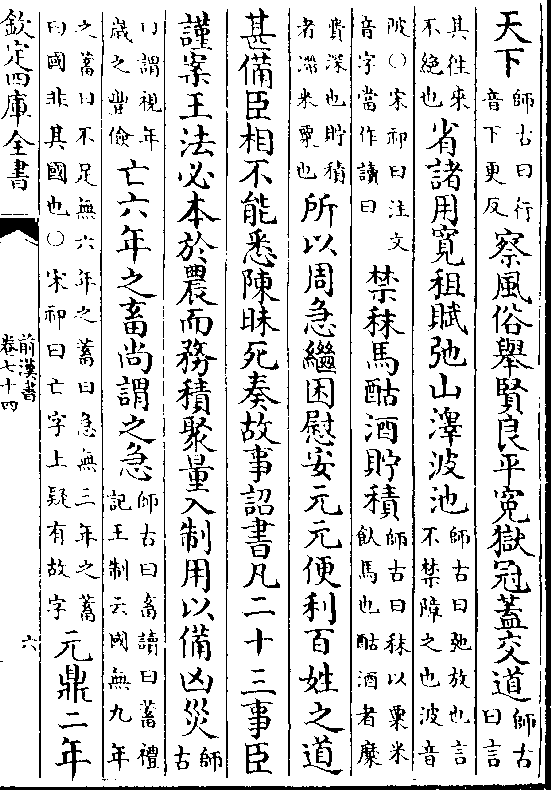 天下師古曰行音下更反察風俗舉賢良平寃獄冠蓋交道師古曰言
其往來不絶也省諸用寛租賦弛山澤波池師古曰弛放也言不禁障之也波音
陂○宋祁曰注文音字當作讀曰禁秣馬酤酒貯積師古曰秣以粟米飲馬也酤酒者糜
費深也貯積者滯米粟也所以周急繼困慰安元元便利百姓之道
甚備臣相不能悉陳昧死奏故事詔書凡二十三事臣
謹案王法必本於農而務積聚量入制用以備凶災師古
曰謂視年歲之豐儉亡六年之畜尚謂之急師古曰畜讀曰蓄禮記王制云國無九年
之蓄曰不足無六年之蓄曰急無三年之蓄曰國非其國也○宋祁曰亡字上疑有故字元鼎二年
欽定四庫全書
前漢書
卷七十四
六